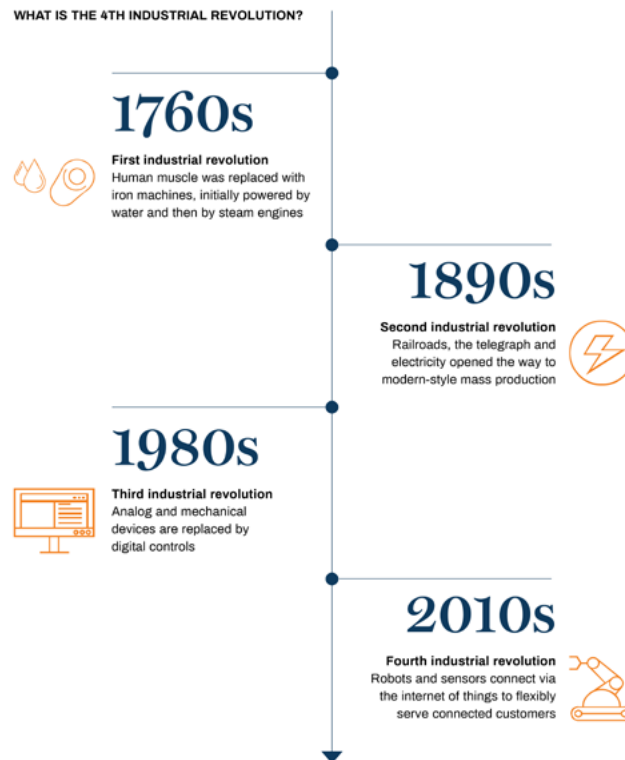 WHAT IS THE 4TH INDUSTRIAL REVOLUTION?
1760s
First industrial revolution
Human muscle was replaced with
iron machines, initially powered by
water and then by steam engines
1890s
Second industrial revolution
Railroads, the telegraph and
electricity opened the way to
modern-style mass production
1980s
Third industrial revolution
Analog and mechanical
devices are replaced by
digital controls
2010s
Fourth industrial revolution
Robots and sensors connect via
the internet of things to flexibly
serve connected customers